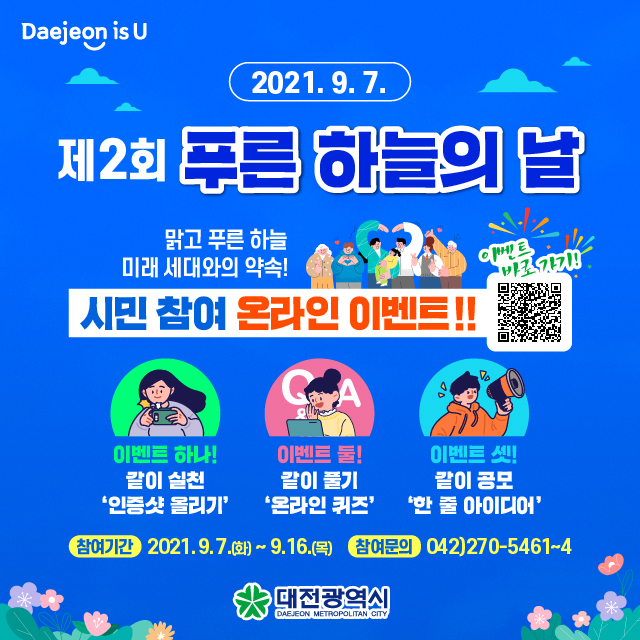 Daejeon is U
2021. 9. 7.
제2회 푸른 하늘의 날
맑고 푸른 하늘
미래 세대와의 약속!
이벤트
바로 가기!
시민 참여 온라인 이벤트!!
Q
&
A
이벤트 하나!
같이 실천
‘인증샷 올리기’
이벤트 둘!
같이 풀기
‘온라인 퀴즈’
이벤트 셋!
같이 공모
‘한 줄 아이디어’
참여기간 2021.9.7.(화) ~ 9.16.(목) 참여문의 042)270-5461~4
대전광역시
DAEJEON METROPOLITAN CITY